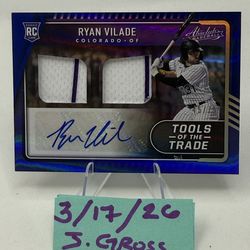 RC
RYAN VILADE
COLORADO - OF
Absolute
TOOLS
OF THE
TRADE
3/17/26
J. GROSS